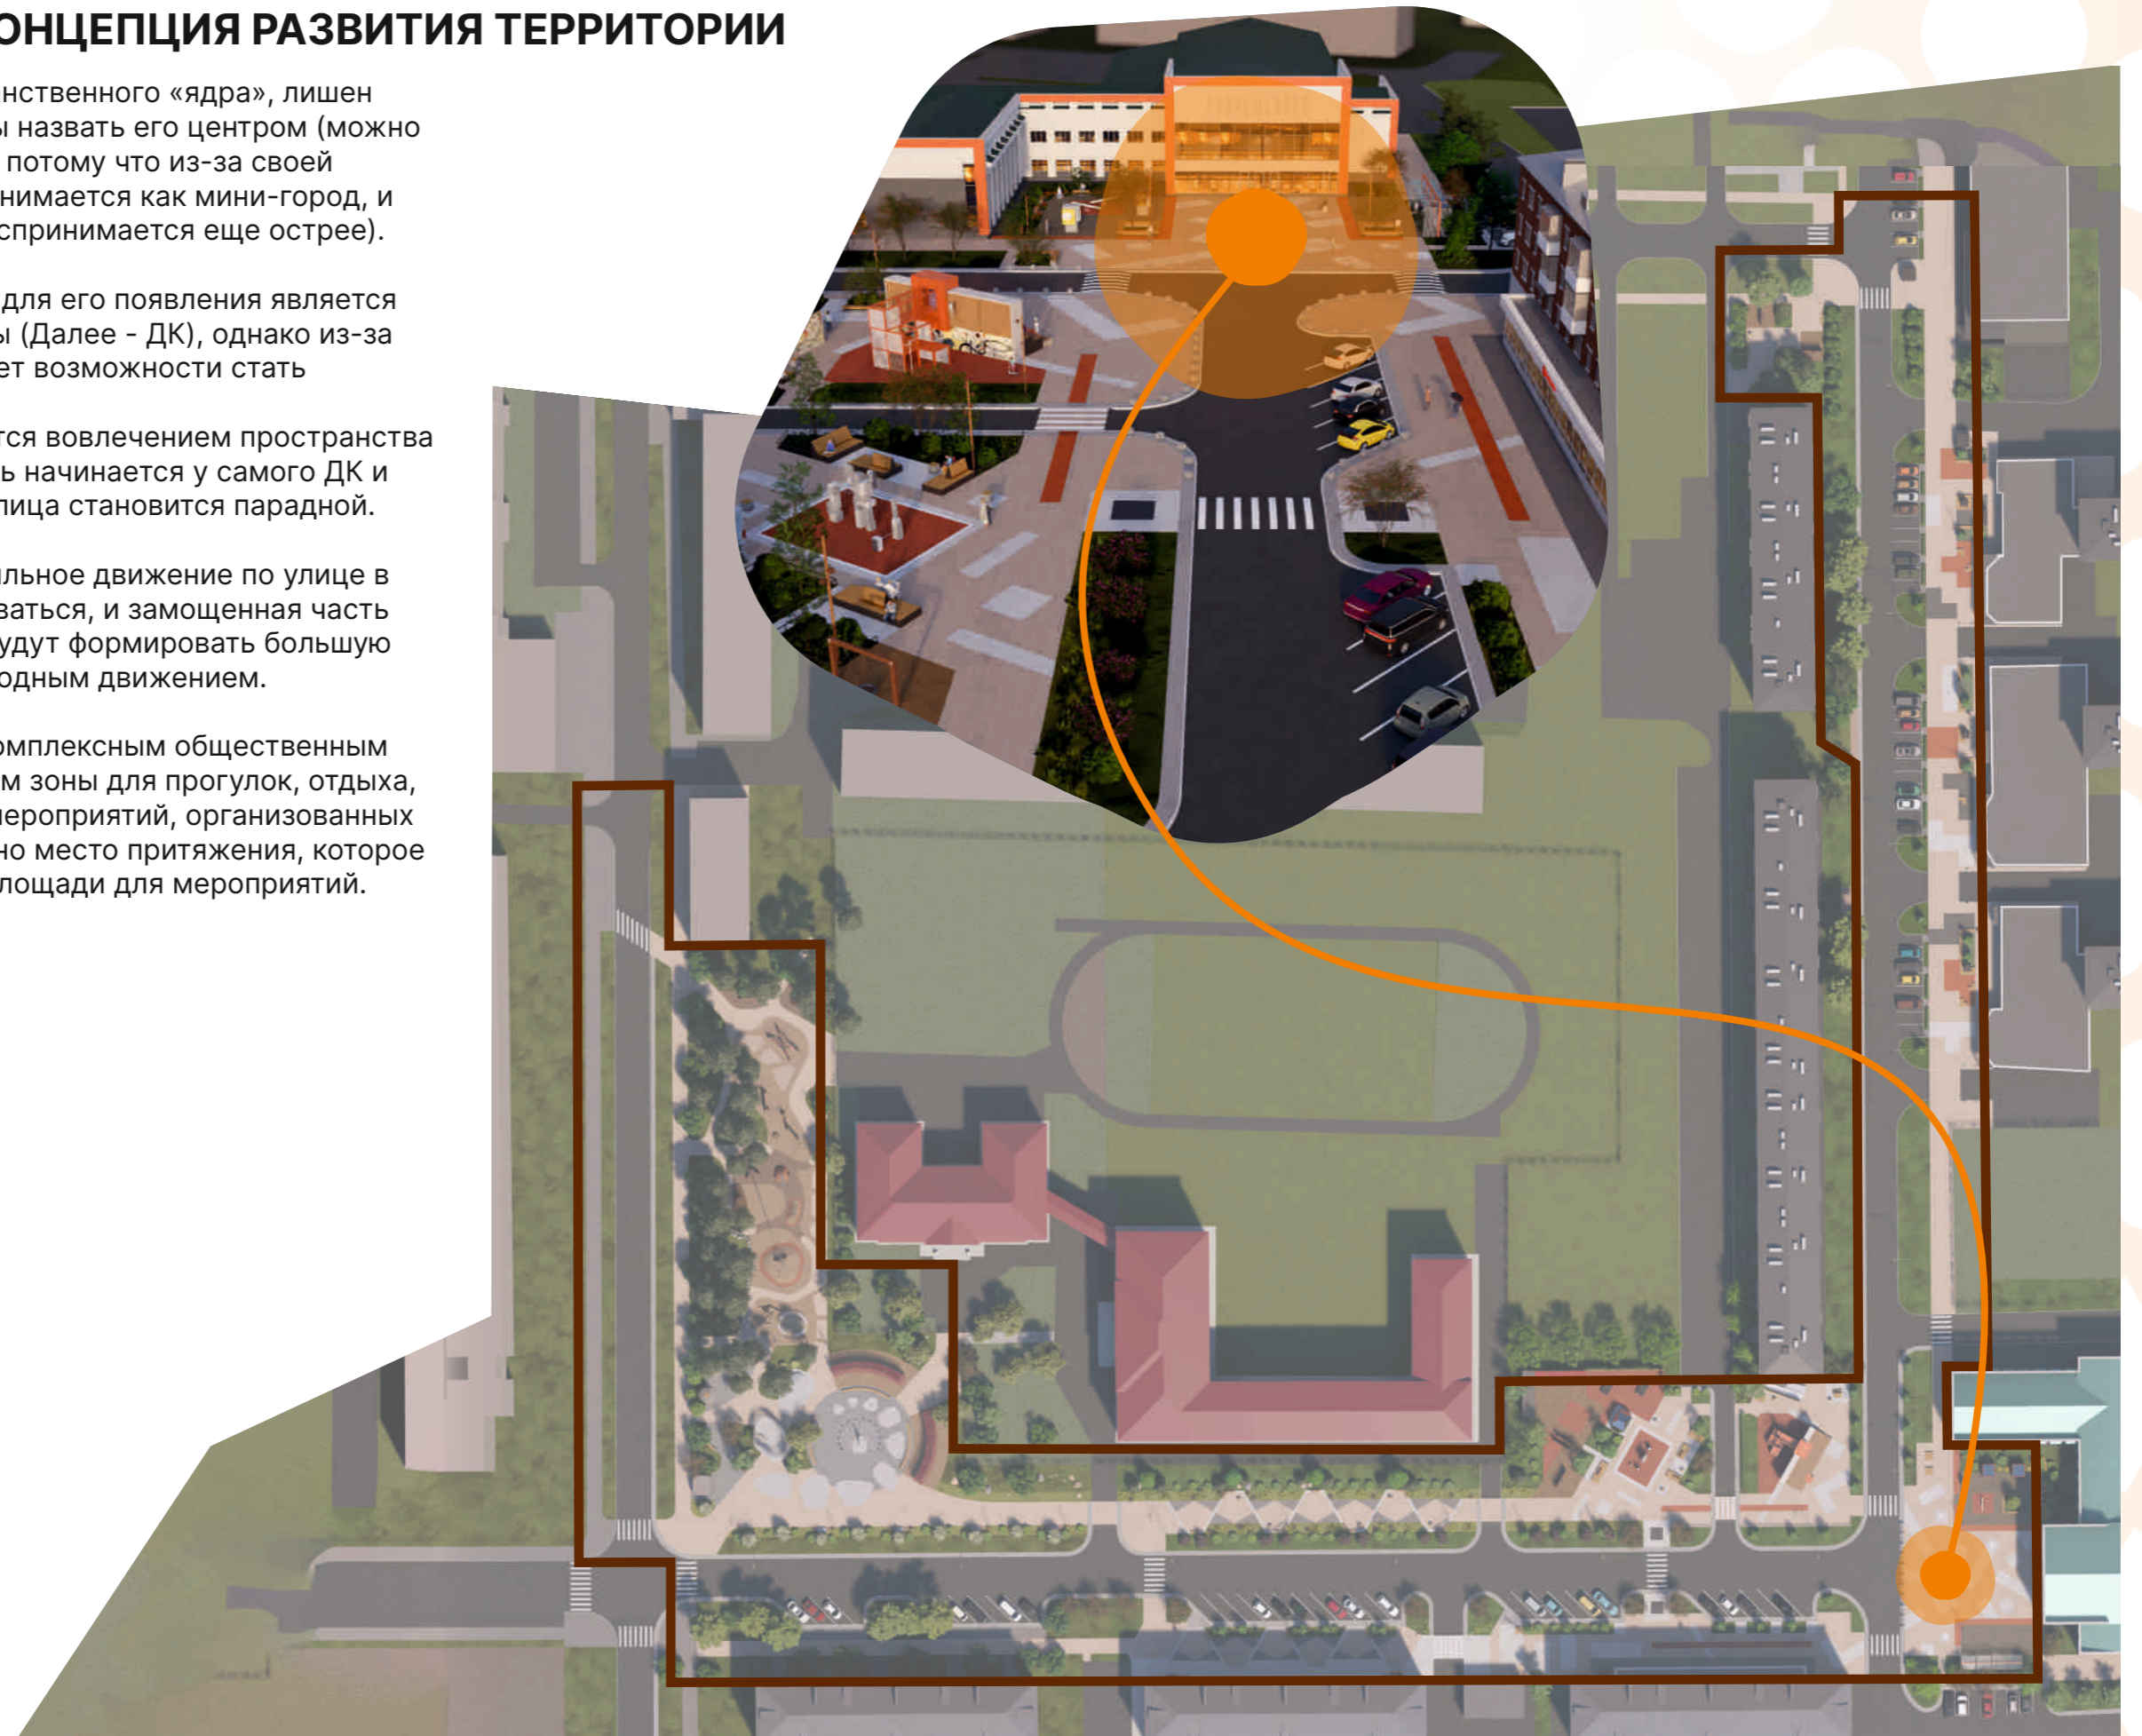 ОНЦЕПЦИЯ РАЗВИТИЯ ТЕРРИТОРИИ
нственного «ядра», лишен
ы назвать его центром (можно
потому что из-за своей
нимается как мини-город, и
спринимается еще острее).
для его появления является
ы (Далее - ДК), однако из-за
ет возможности стать
тся вовлечением пространства
ь начинается у самого ДК и
лица становится парадной.
льное движение по улице в
ваться, и замощенная часть
удут формировать большую
одным движением.
омплексным общественным
м зоны для прогулок, отдыха,
мероприятий, организованных
но место притяжения, которое
лощади для мероприятий.